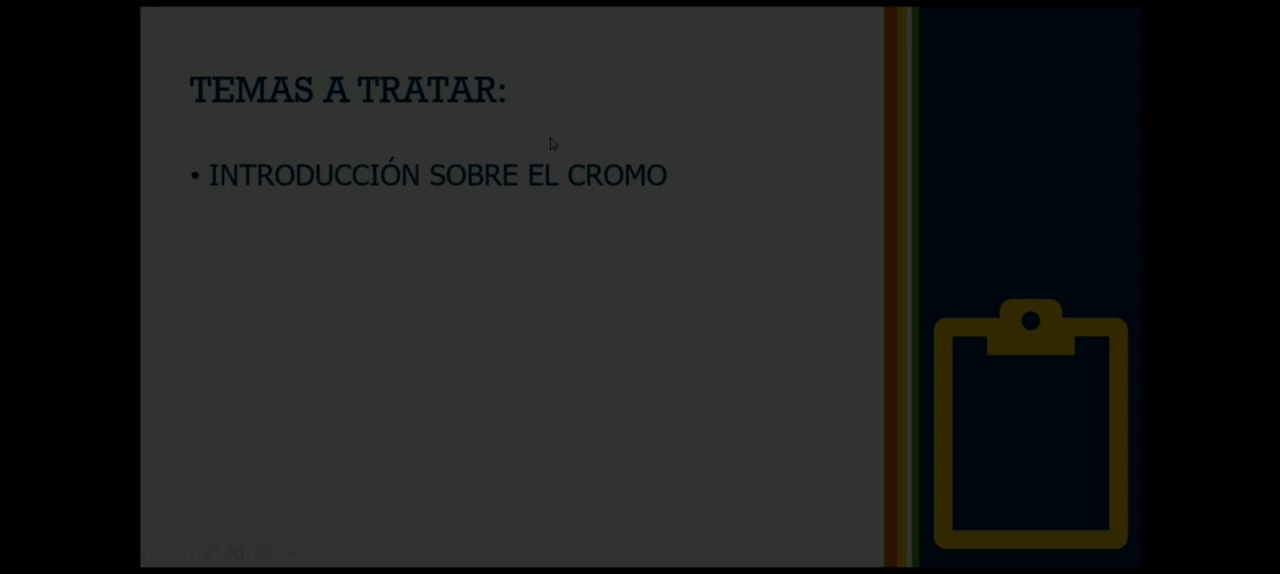 TEMAS A TRATAR:
• INTRODUCCIÓN SOBRE EL CROMO